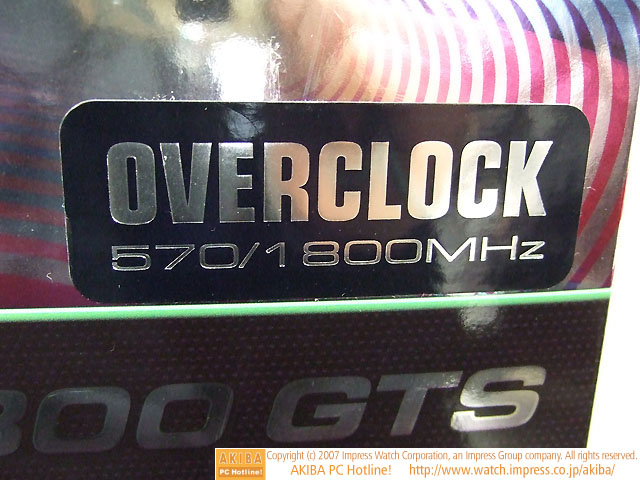 OVERCLOCK
570/1800MHz
800 GTS
AKIBA PC Hotline!
Copyright (c) 2007 Impress Watch Corporation, an Impress Group company. All rights reserved.
AKIBA PC Hotline! http://www.watch.impress.co.jp/akiba/